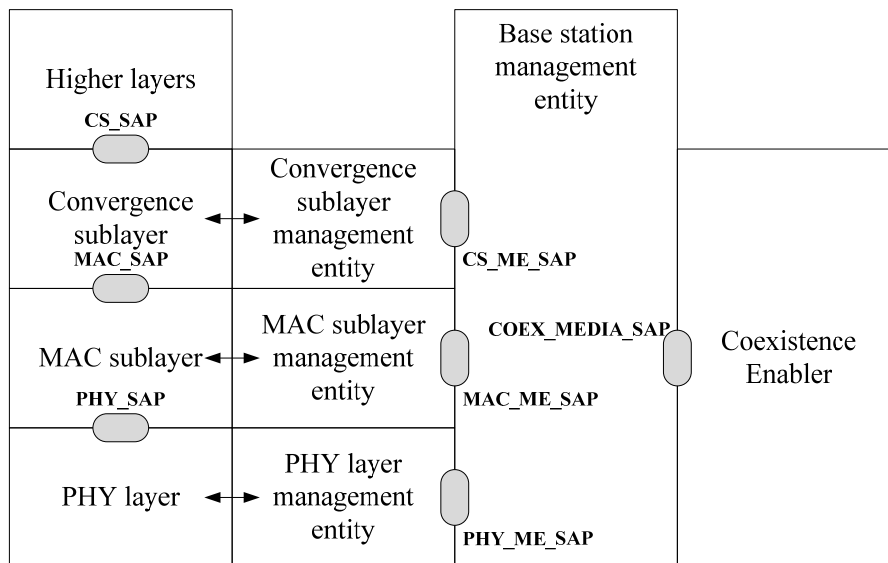 Higher layers
CS_SAP
Convergence
sublayer
MAC_SAP
MAC sublayer
PHY_SAP
PHY layer
Convergence
sublayer
management
entity
MAC sublayer
management
entity
PHY layer
management
entity
Base station
management
entity
CS_ME_SAP
COEX_MEDIA_SAP
MAC_ME_SAP
PHY_ME_SAP
Coexistence
Enabler